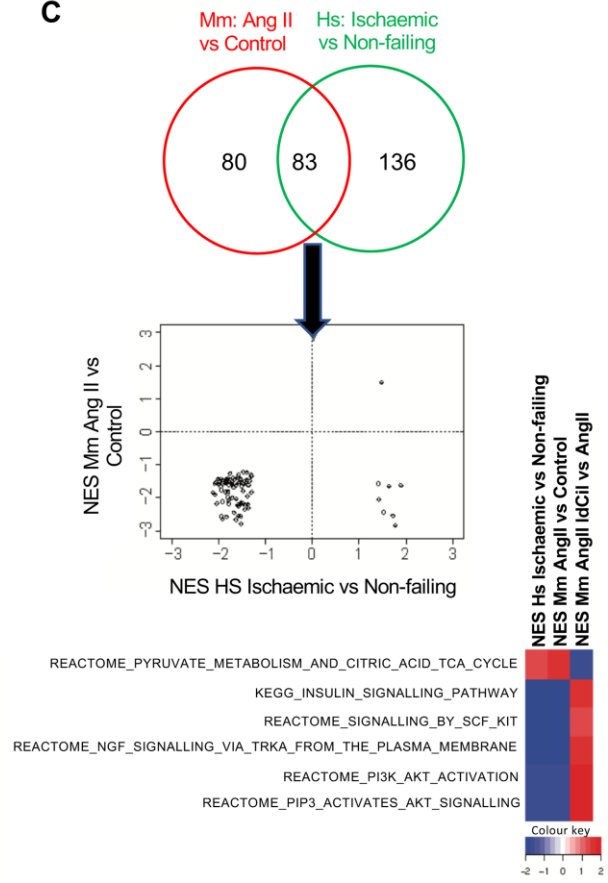 C
Mm: Ang II
vs Control
Hs: Ischaemic
vs Non-failing
80
83
136
NES Mm Ang II vs
Control
3
2
1
0
-1
-2
-3
-3
-2
-1
0
1
2
3
NES HS Ischaemic vs Non-failing
NES Hs Ischaemic vs Non-failing
NES Mm AngII vs Control
NES Mm AngII IdCil vs AngII
REACTOME_PYRUVATE_METABOLISM_AND_CITRIC_ACID_TCA_CYCLE
KEGG_INSULIN_SIGNALLING_PATHWAY
REACTOME_SIGNALLING_BY_SCF_KIT
REACTOME_NGF_SIGNALLING_VIA_TRKA_FROM_THE_PLASMA_MEMBRANE
REACTOME_PI3K_AKT_ACTIVATION
REACTOME_PIP3_ACTIVATES_AKT_SIGNALLING
Colour key
-2 -1 0 1 2